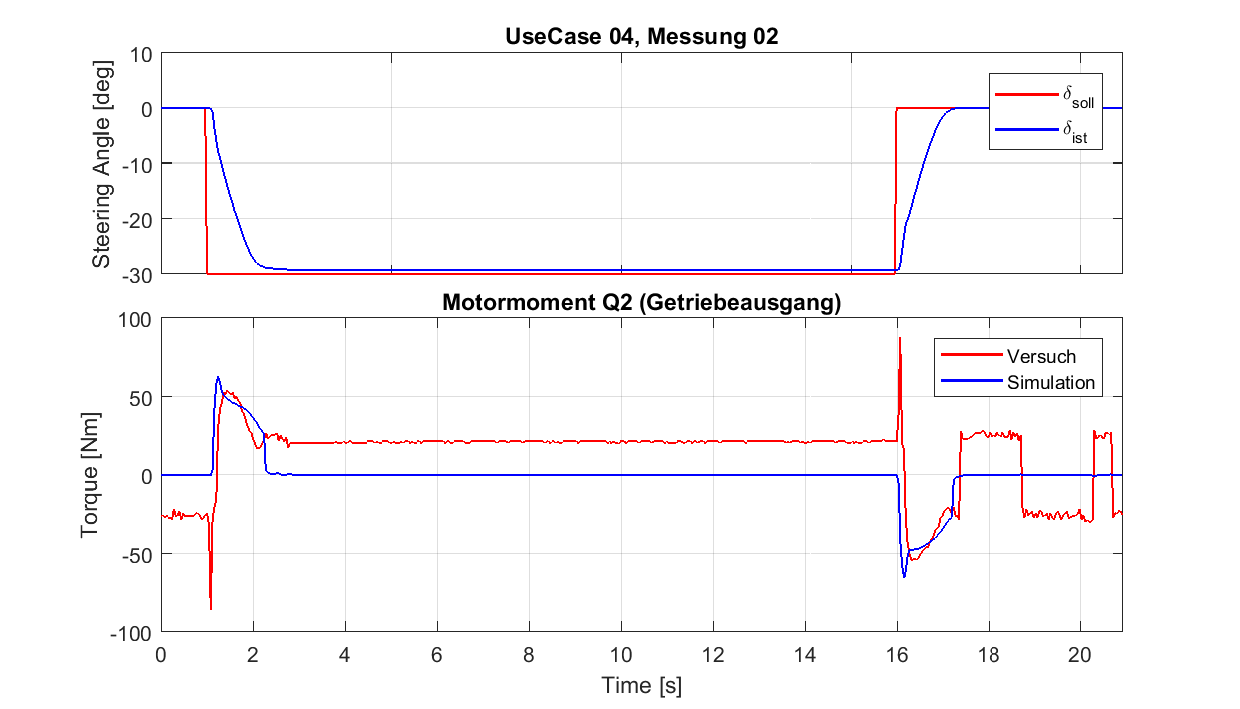 UseCase 04, Messung 02
Steering Angle [deg]
10
0
-10
-20
-30
δsoll
δist
Motormoment Q2 (Getriebeausgang)
Torque [Nm]
100
50
0
-50
-100
Versuch
Simulation
0 2 4 6 8 10 12 14 16 18 20
Time [s]